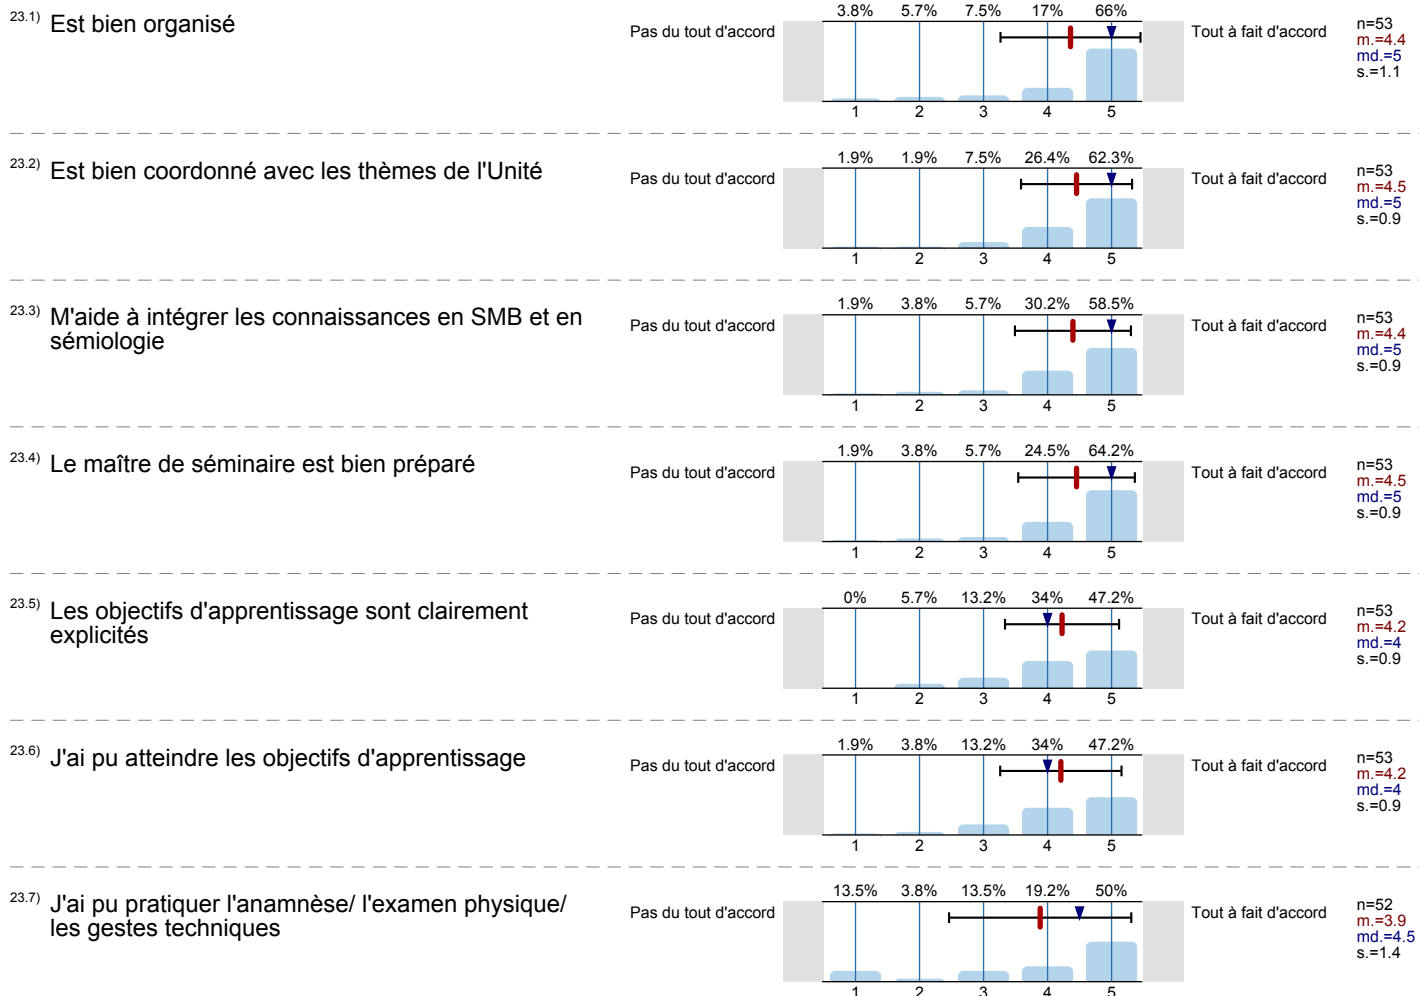 23.1) Est bien organisé
Pas du tout d'accord
3.8% 5.7% 7.5% 17% 66%
1 2 3 4 5
Tout à fait d'accord
n=53
m.=4.4
md.=5
s.=1.1
23.2) Est bien coordonné avec les thèmes de l'Unité
Pas du tout d'accord
1.9% 1.9% 7.5% 26.4% 62.3%
1 2 3 4 5
Tout à fait d'accord
n=53
m.=4.5
md.=5
s.=0.9
23.3) M'aide à intégrer les connaissances en SMB et en
sémiologie
Pas du tout d'accord
1.9% 3.8% 5.7% 30.2% 58.5%
1 2 3 4 5
Tout à fait d'accord
n=53
m.=4.4
md.=5
s.=0.9
23.4) Le maître de séminaire est bien préparé
Pas du tout d'accord
1.9% 3.8% 5.7% 24.5% 64.2%
1 2 3 4 5
Tout à fait d'accord
n=53
m.=4.5
md.=5
s.=0.9
23.5) Les objectifs d'apprentissage sont clairement
explicités
Pas du tout d'accord
0% 5.7% 13.2% 34% 47.2%
1 2 3 4 5
Tout à fait d'accord
n=53
m.=4.2
md.=4
s.=0.9
23.6) J'ai pu atteindre les objectifs d'apprentissage
Pas du tout d'accord
1.9% 3.8% 13.2% 34% 47.2%
1 2 3 4 5
Tout à fait d'accord
n=53
m.=4.2
md.=4
s.=0.9
23.7) J'ai pu pratiquer l'anamnèse/ l'examen physique/
les gestes techniques
Pas du tout d'accord
13.5% 3.8% 13.5% 19.2% 50%
1 2 3 4 5
Tout à fait d'accord
n=52
m.=3.9
md.=4.5
s.=1.4